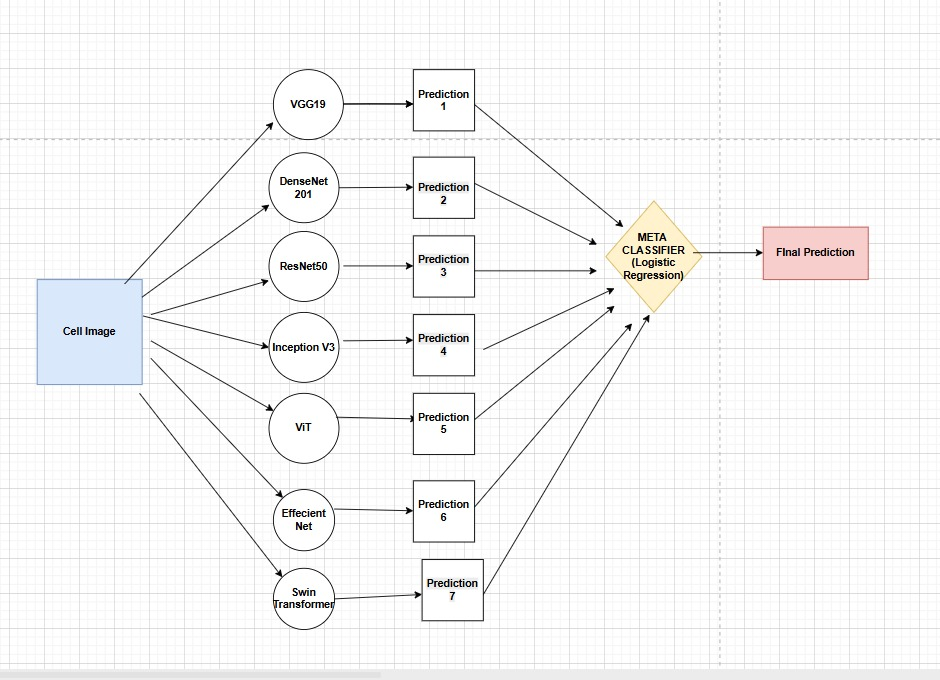 VGG19
Prediction
1
DenseNet
201
Prediction
2
ResNet50
Prediction
3
META
CLASSIFIER
(Logistic
Regression)
FInal Prediction
Cell Image
Inception V3
Prediction
4
ViT
Prediction
5
Effecient
Net
Prediction
6
Swin
Transformer
Prediction
7